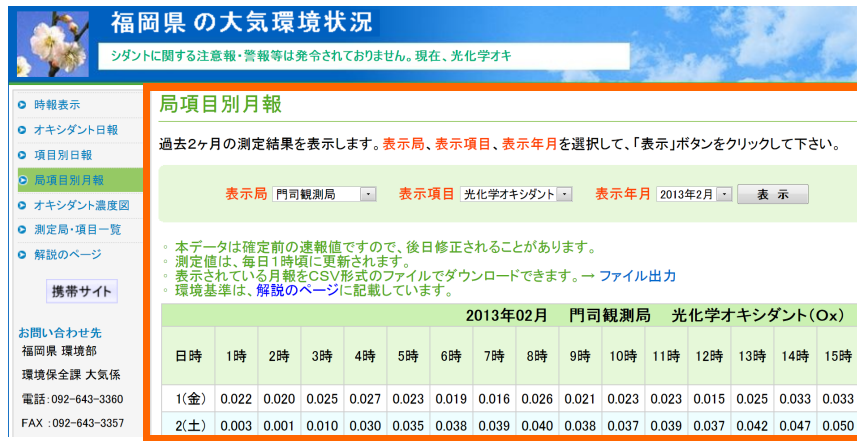 福岡県 の大気環境状況
シダントに関する注意報・警報等は発令されておりません。現在、光化学オキ
時報表示
オキシダント日報
項目別日報
局項目別月報
オキシダント濃度図
測定局・項目一覧
解説のページ
携帯サイト
お問い合わせ先
福岡県 環境部
環境保全課 大気係
電話:092-643-3360
FAX :092-643-3357
局項目別月報
過去2ヶ月の測定結果を表示します。表示局、表示項目、表示年月を選択して、「表示」ボタンをクリックして下さい。
表示局 門司観測局 表示項目 光化学オキシダント 表示年月 2013年2月 表 示
。本データは確定前の速報値ですので、後日修正されることがあります。
。測定値は、毎日1時頃に更新されます。
。表示されている月報をCSV形式のファイルでダウンロードできます。→ ファイル出力
。環境基準は、解説のページに記載しています。
2013年02月 門司観測局 光化学オキシダント(Ox)
日時 1時 2時 3時 4時 5時 6時 7時 8時 9時 10時 11時 12時 13時 14時 15時
1(金) 0.022 0.020 0.025 0.027 0.023 0.019 0.016 0.026 0.021 0.023 0.023 0.015 0.025 0.033 0.033
2(土) 0.003 0.001 0.010 0.030 0.035 0.038 0.039 0.040 0.038 0.037 0.039 0.037 0.042 0.047 0.050